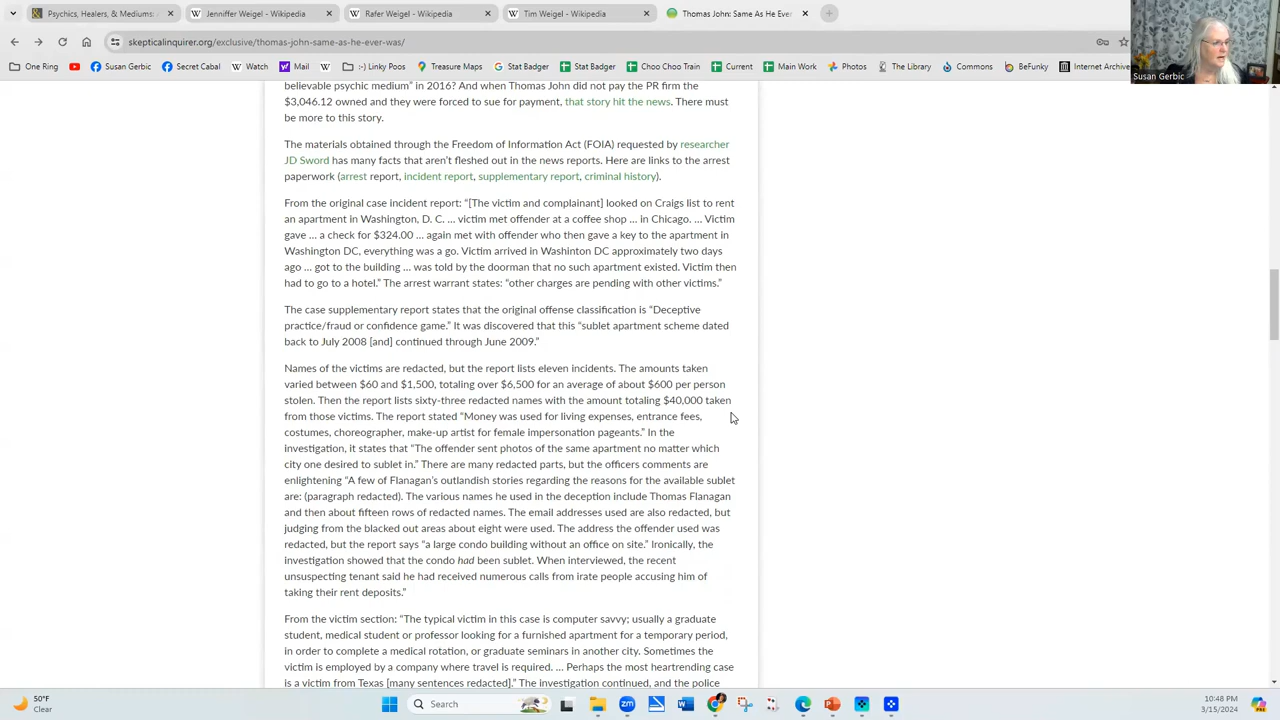 Psychics, Healers, & Mediums:
Jenniffer Weigel - Wikipedia
Rafer Weigel - Wikipedia
Tim Weigel - Wikipedia
Thomas John: Same As He Ever
skepticalinquirer.org/exclusive/thomas-john-same-as-he-ever-was/
One Ring
Susan Gerbic
Secret Cabal
Watch
Mail
:-) Linky Poos
Treasure Maps
Stat Badger
Stat Badger
Choo Choo Train
Current
Main Work
Photos
The Library
Commons
BeFunky
Internet Archive
Susan Gerbic
believable psychic medium” in 2016? And when Thomas John did not pay the PR firm the
$3,046.12 owned and they were forced to sue for payment, that story hit the news. There must
be more to this story.
The materials obtained through the Freedom of Information Act (FOIA) requested by researcher
JD Sword has many facts that aren’t fleshed out in the news reports. Here are links to the arrest
paperwork (arrest report, incident report, supplementary report, criminal history).
From the original case incident report: “[The victim and complainant] looked on Craigs list to rent
an apartment in Washington, D. C. … victim met offender at a coffee shop … in Chicago. … Victim
gave … a check for $324.00 … again met with offender who then gave a key to the apartment in
Washington DC, everything was a go. Victim arrived in Washinton DC approximately two days
ago … got to the building … was told by the doorman that no such apartment existed. Victim then
had to go to a hotel.” The arrest warrant states: “other charges are pending with other victims.”
The case supplementary report states that the original offense classification is “Deceptive
practice/fraud or confidence game.” It was discovered that this “sublet apartment scheme dated
back to July 2008 [and] continued through June 2009.”
Names of the victims are redacted, but the report lists eleven incidents. The amounts taken
varied between $60 and $1,500, totaling over $6,500 for an average of about $600 per person
stolen. Then the report lists sixty-three redacted names with the amount totaling $40,000 taken
from those victims. The report stated “Money was used for living expenses, entrance fees,
costumes, choreographer, make-up artist for female impersonation pageants.” In the
investigation, it states that “The offender sent photos of the same apartment no matter which
city one desired to sublet in.” There are many redacted parts, but the officers comments are
enlightening “A few of Flanagan’s outlandish stories regarding the reasons for the available sublet
are: (paragraph redacted). The various names he used in the deception include Thomas Flanagan
and then about fifteen rows of redacted names. The email addresses used are also redacted, but
judging from the blacked out areas about eight were used. The address the offender used was
redacted, but the report says “a large condo building without an office on site.” Ironically, the
investigation showed that the condo had been sublet. When interviewed, the recent
unsuspecting tenant said he had received numerous calls from irate people accusing him of
taking their rent deposits.”
From the victim section: “The typical victim in this case is computer savvy; usually a graduate
student, medical student or professor looking for a furnished apartment for a temporary period,
in order to complete a medical rotation, or graduate seminars in another city. Sometimes the
victim is employed by a company where travel is required. … Perhaps the most heartrending case
is a victim from Texas [many sentences redacted].” The investigation continued, and the police
50°F
Clear
Search
10:48 PM
3/15/2024